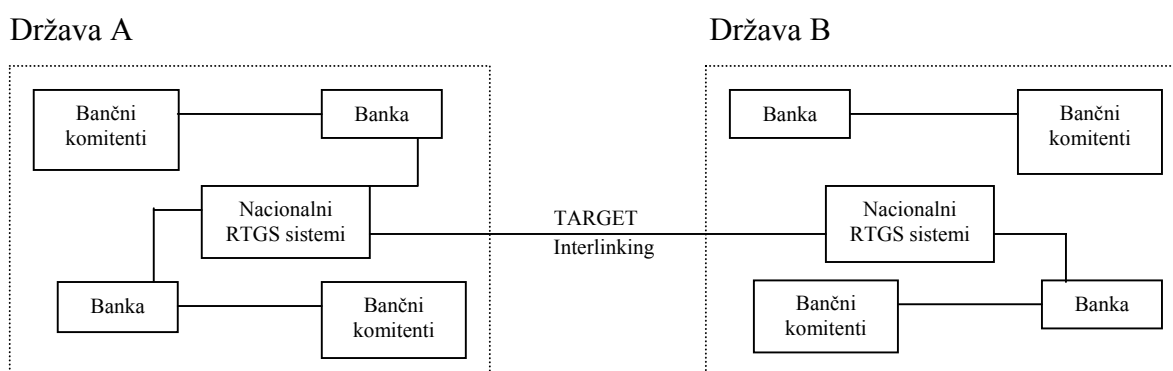 Država A
Država B
Bančni
komitenti
Banka
Nacionalni
RTGS sistemi
Banka
Bančni
komitenti
TARGET
Interlinking
Banka
Bančni
komitenti
Nacionalni
RTGS sistemi
Bančni
komitenti
Banka